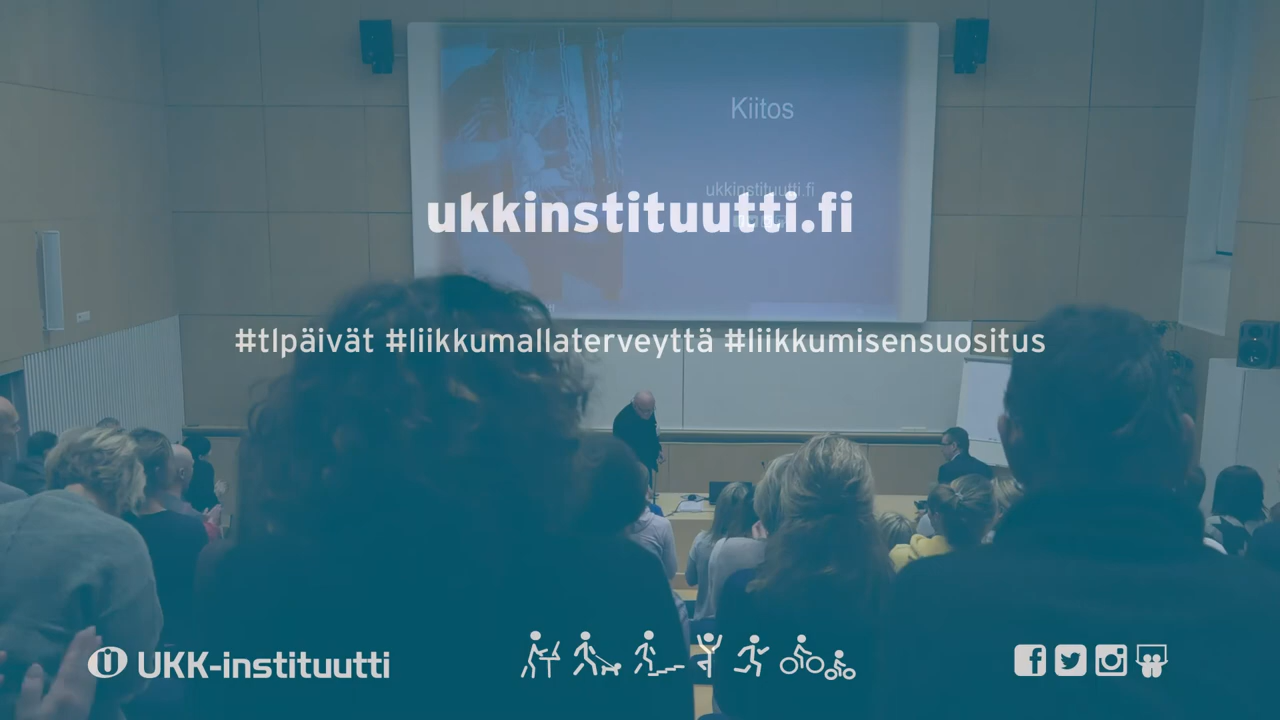 Kiitos
ukkinstituutti.fi
ukkinstituutti.fi
#tlpäivät #liikkumallaterveyttä #liikkumisensuositus
UKK-instituutti